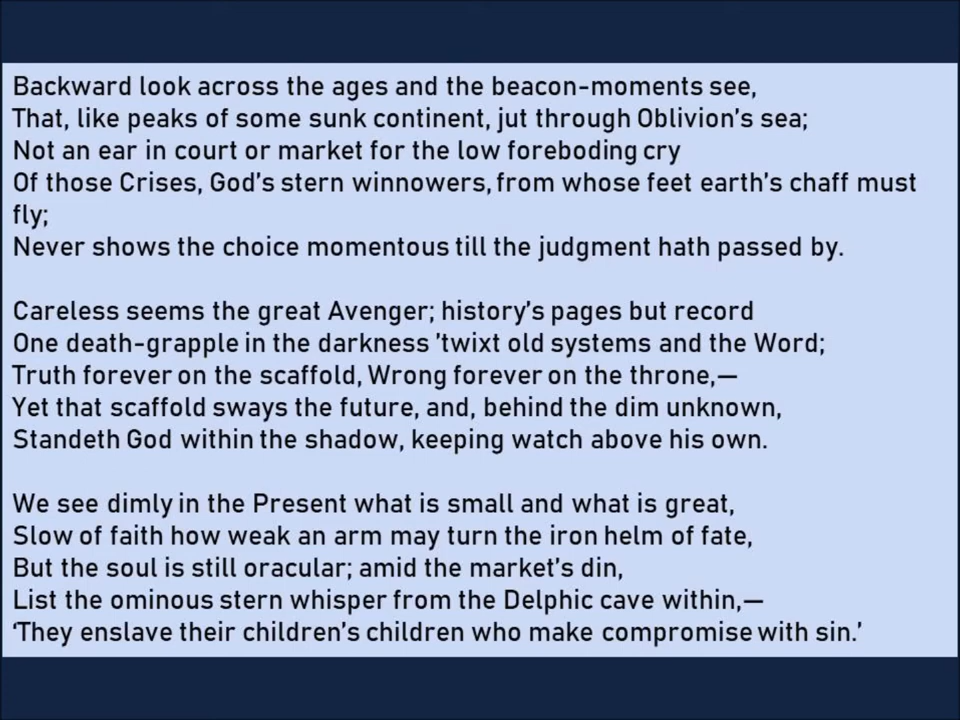 Backward look across the ages and the beacon-moments see,
That, like peaks of some sunk continent, jut through Oblivion’s sea;
Not an ear in court or market for the low foreboding cry
Of those Crises, God’s stern winnowers, from whose feet earth’s chaff must
fly;
Never shows the choice momentous till the judgment hath passed by.

Careless seems the great Avenger; history’s pages but record
One death-grapple in the darkness ’twixt old systems and the Word;
Truth forever on the scaffold, Wrong forever on the throne,—
Yet that scaffold sways the future, and, behind the dim unknown,
Standeth God within the shadow, keeping watch above his own.

We see dimly in the Present what is small and what is great,
Slow of faith how weak an arm may turn the iron helm of fate,
But the soul is still oracular; amid the market’s din,
List the ominous stern whisper from the Delphic cave within,—
‘They enslave their children’s children who make compromise with sin.’